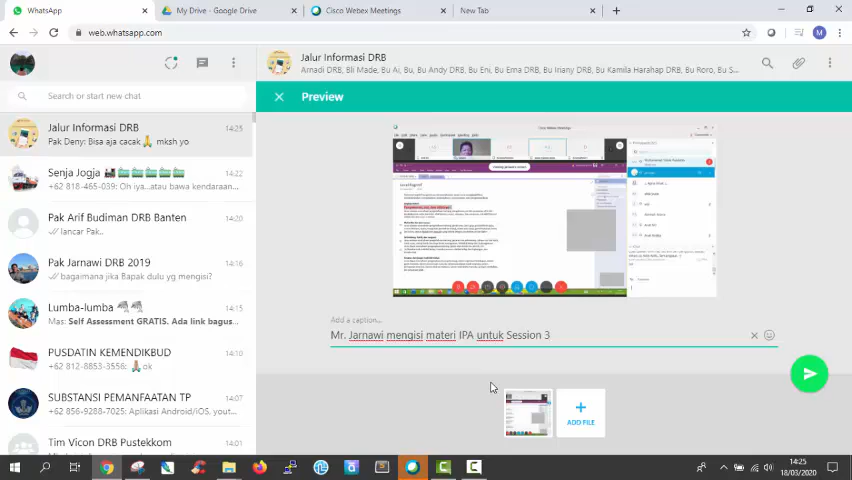 WhatsApp
My Drive - Google Drive
Cisco Webex Meetings
New Tab
web.whatsapp.com
M
Jalur Informasi DRB
Arnadi DRB, Bli Made, Bu Ai, Bu, Bu Andy DRB, Bu Eni, Bu Erna DRB, Bu Iriany DRB, Bu Kamila Harahap DRB, Bu Roro, Bu S...
Search or start new chat
Preview
Jalur Informasi DRB
14:25
Pak Deny: Bisa aja cacak🙏 mksh yo
Senja Jogja
14:22
+62 818-465-039: Oh iya...atau bawa kendaraan...
Pak Arif Budiman DRB Banten
14:20
lancar Pak..
Pak Jarnawi DRB 2019
14:16
bagaimana jika Bapak dulu yg mengisi?
Lumba-lumba
14:15
Mas: Self Assessment GRATIS. Ada link bagus...
PUSDATIN KEMENDIKBUD
14:10
+62 812-8853-3556: ok
SUBSTANSI PEMANFAATAN TP
14:07
+62 856-9288-7025: Aplikasi Android/iOS, yout...
Tim Vicon DRB Pustekkom
14:01
Add a caption...
Mr. Jarnawi mengisi materi IPA untuk Session 3
ADD FILE
14:25
18/03/2020